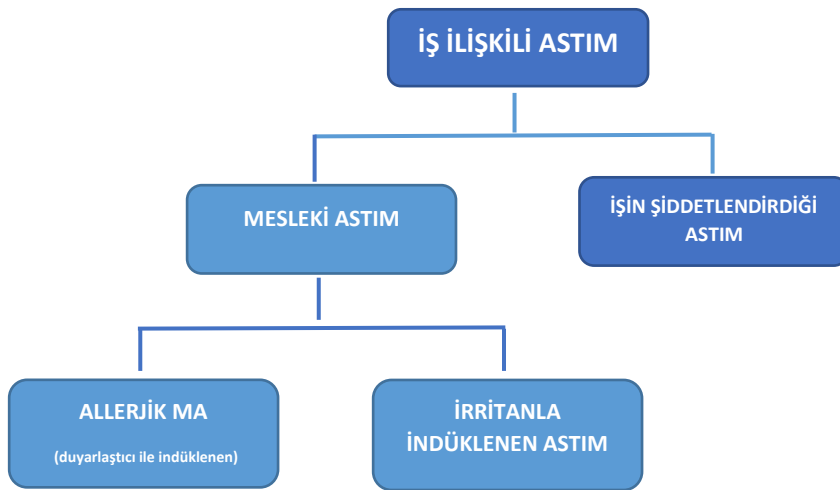 İŞ İLİŞKİLİ ASTIM
MESLEKİ ASTIM
İŞİN ŞİDDETLENDİRDİĞİ
ASTIM
ALLERJİK MA
(duyarlaştıcı ile indüklenen)
İRRİTANLA
İNDÜKLENEN ASTIM